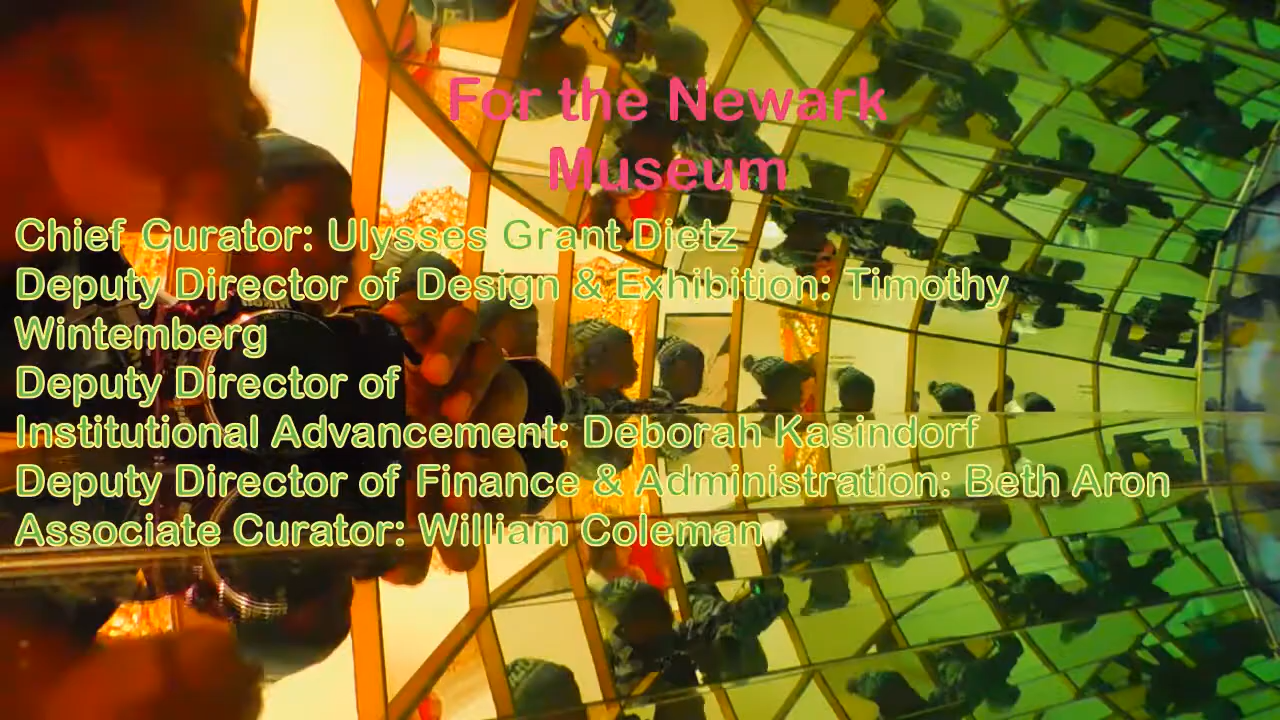 For the Newark
Museum
Chief Curator: Ulysses Grant Dietz
Deputy Director of Design & Exhibition: Timothy
Wintemberg
Deputy Director of
Institutional Advancement: Deborah Kasindorf
Deputy Director of Finance & Administration: Beth Aron
Associate Curator: William Coleman